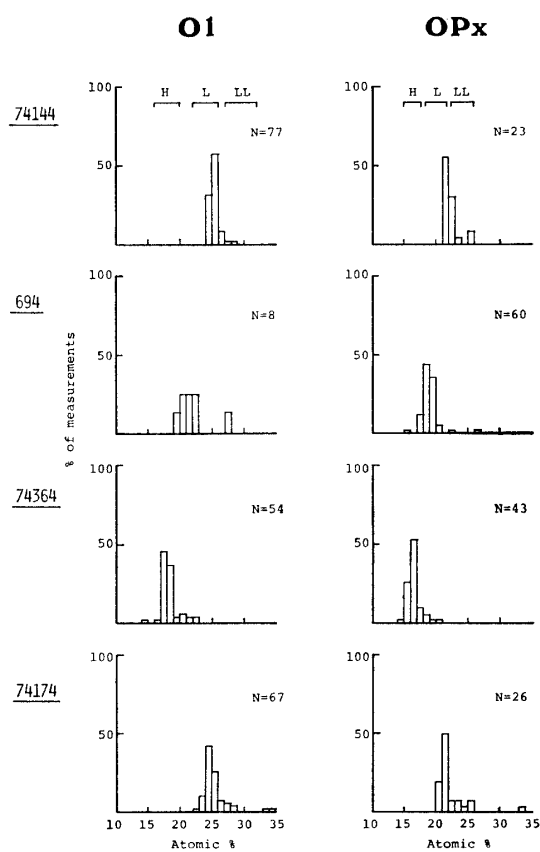 Ol OPx
74144
100 H L LL 100 H L LL
N=77 N=23
50 50
694
100 100
N=8 N=60
50 50
% of measurements
74364
100 100
N=54 N=43
50 50
74174
100 100
N=67 N=26
50 50
10 15 20 25 30 35 10 15 20 25 30 35
Atomic % Atomic %